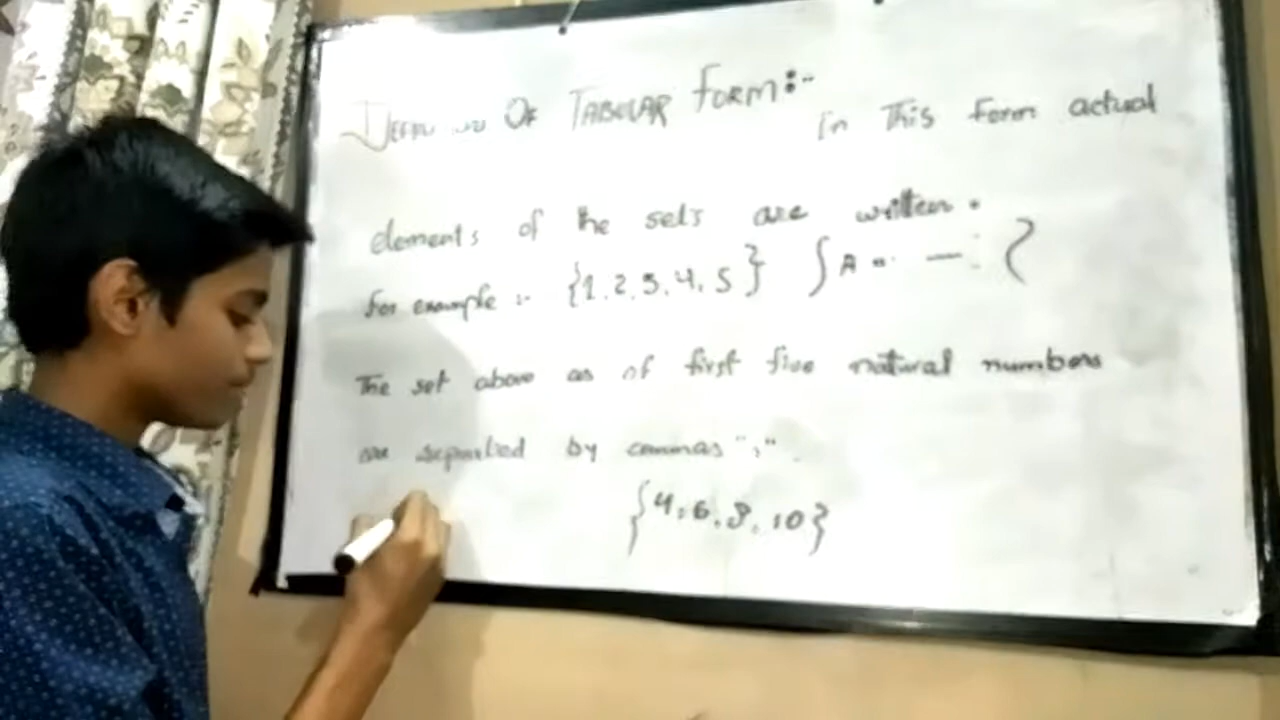 OF TABULAR FORM:-
In This form actual
elements of the sets are written.
for example :- {1,2,3,4,5}
The set above as of first five natural numbers
are separated by commas ",".
{4,6,8,10}